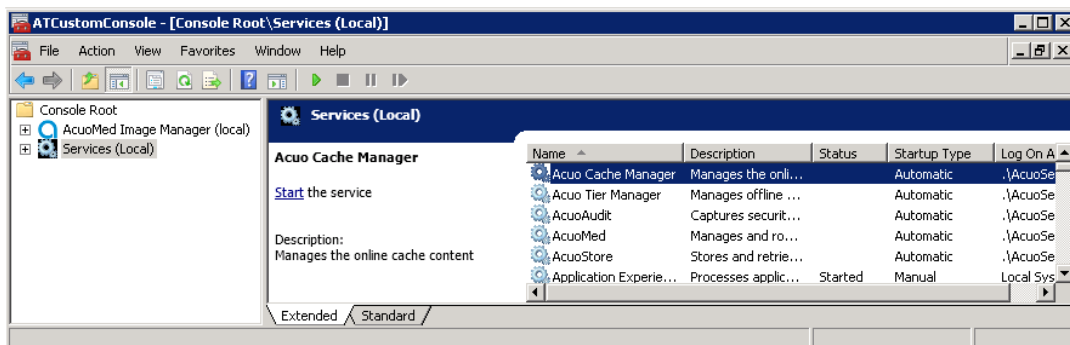 ATCustomConsole - [Console Root\Services (Local)]
File Action View Favorites Window Help
Console Root
AcuoMed Image Manager (local)
Services (Local)
Services (Local)
Acuo Cache Manager
Start the service
Description:
Manages the online cache content
Name Description Status Startup Type Log On A
Acuo Cache Manager Manages the onli... Automatic .\AcuoSe
Acuo Tier Manager Manages offline ... Automatic .\AcuoSe
AcuoAudit Captures securit... Automatic .\AcuoSe
AcuoMed Manages and ro... Automatic .\AcuoSe
AcuoStore Stores and retrie... Automatic .\AcuoSe
Application Experie... Processes applic... Started Manual Local Sys
Extended Standard